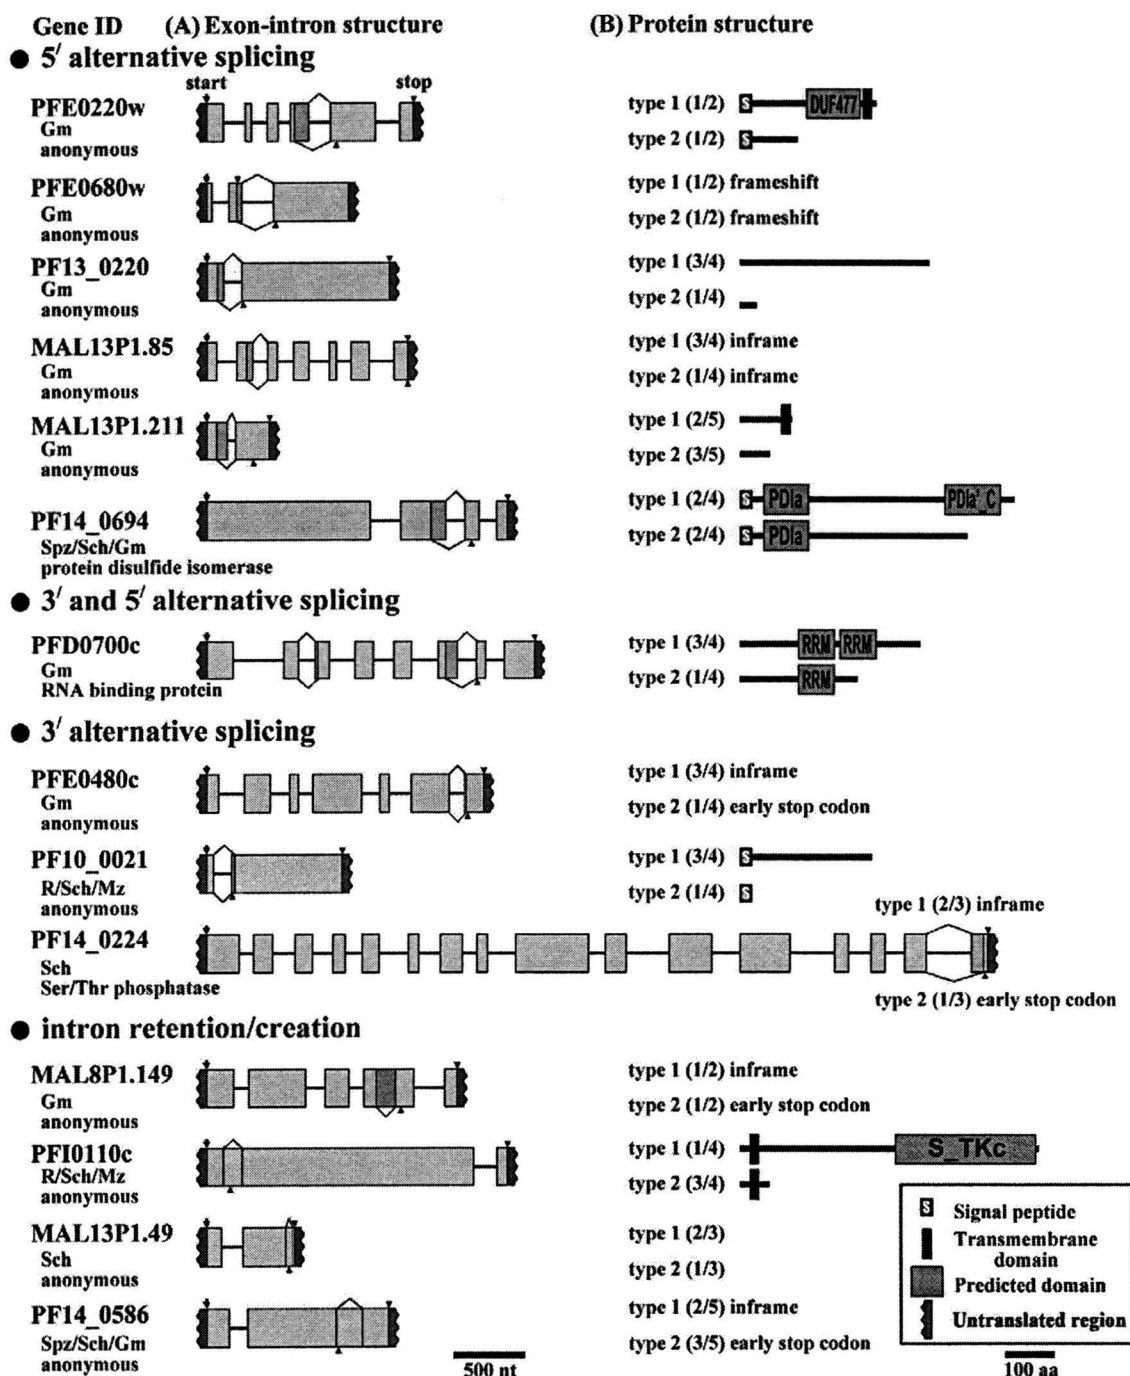 Gene ID (A) Exon-intron structure (B) Protein structure
● 5′ alternative splicing
start stop
PFE0220w
Gm
anonymous
type 1 (1/2) S DUF477
type 2 (1/2) S
PFE0680w
Gm
anonymous
type 1 (1/2) frameshift
type 2 (1/2) frameshift
PF13_0220
Gm
anonymous
type 1 (3/4)
type 2 (1/4)
MAL13P1.85
Gm
anonymous
type 1 (3/4) inframe
type 2 (1/4) inframe
MAL13P1.211
Gm
anonymous
type 1 (2/5)
type 2 (3/5)
PF14_0694
Spz/Sch/Gm
protein disulfide isomerase
type 1 (2/4) S PDIa PDIa'_C
type 2 (2/4) S PDIa
● 3′ and 5′ alternative splicing
PFD0700c
Gm
RNA binding protein
type 1 (3/4) RRM RRM
type 2 (1/4) RRM
● 3′ alternative splicing
PFE0480c
Gm
anonymous
type 1 (3/4) inframe
type 2 (1/4) early stop codon
PF10_0021
R/Sch/Mz
anonymous
type 1 (3/4) S
type 2 (1/4) S
PF14_0224
Sch
Ser/Thr phosphatase
type 1 (2/3) inframe
type 2 (1/3) early stop codon
● intron retention/creation
MAL8P1.149
Gm
anonymous
type 1 (1/2) inframe
type 2 (1/2) early stop codon
PFI0110c
R/Sch/Mz
anonymous
type 1 (1/4) S_TKc
type 2 (3/4)
MAL13P1.49
Sch
anonymous
type 1 (2/3)
type 2 (1/3)
PF14_0586
Spz/Sch/Gm
anonymous
type 1 (2/5) inframe
type 2 (3/5) early stop codon
500 nt
S Signal peptide
Transmembrane
domain
Predicted domain
Untranslated region
100 aa